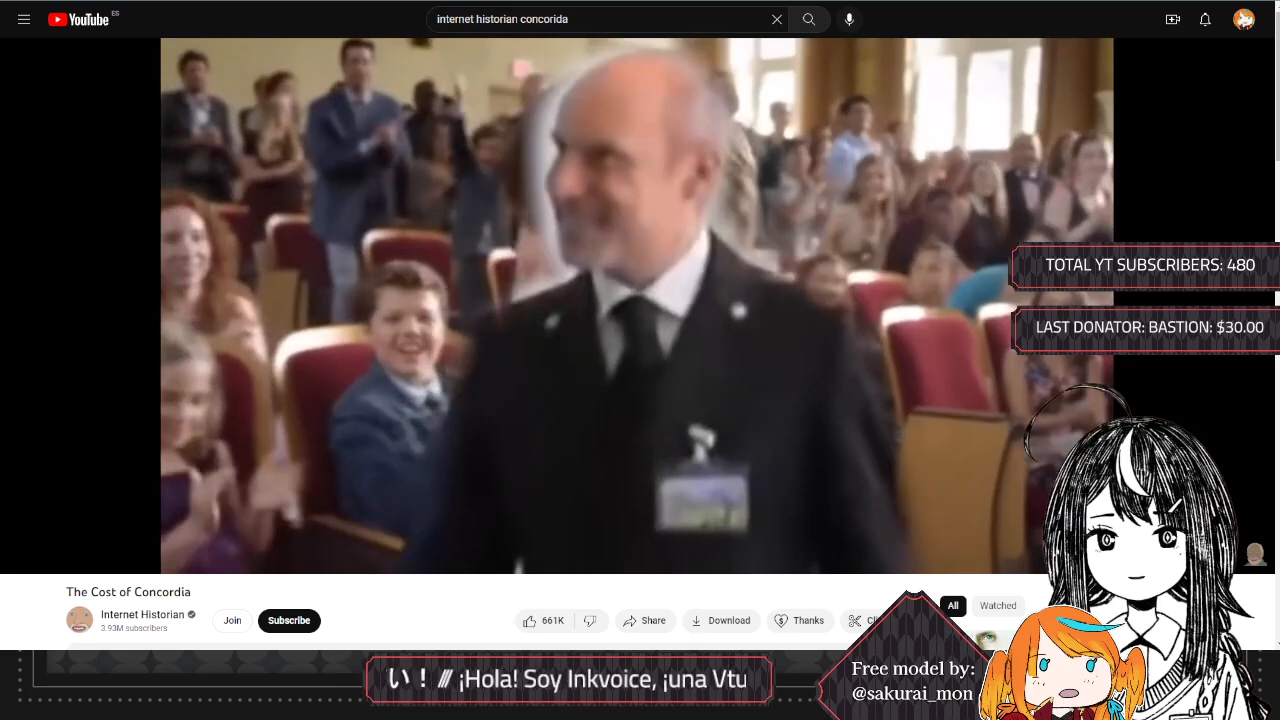 YouTube ES
internet historian concorida
TOTAL YT SUBSCRIBERS: 480
LAST DONATOR: BASTION: $30.00
The Cost of Concordia
Internet Historian
3.93M subscribers
Join
Subscribe
661K
Share
Download
Thanks
Cli
All
Watched
い！ /// ¡Hola! Soy Inkvoice, ¡una Vtu
Free model by:
@sakurai_mon